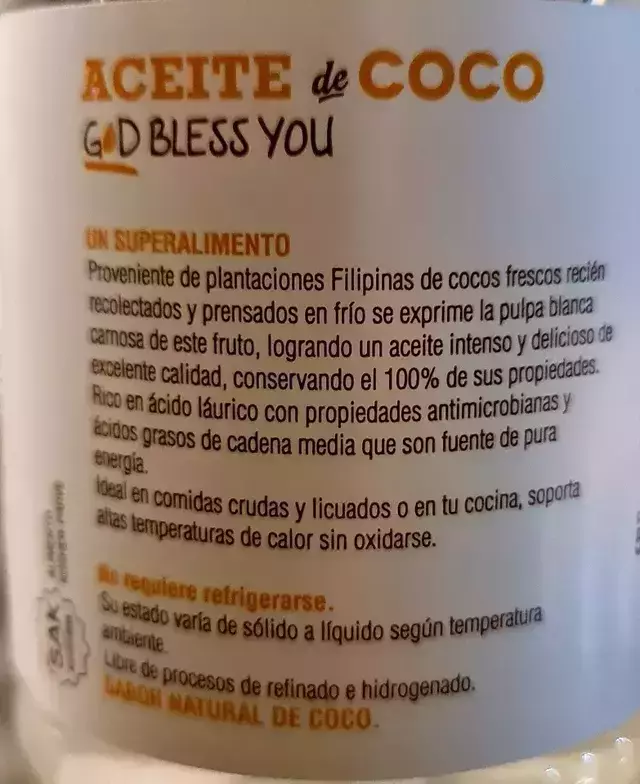 ACEITE de COCO
GOD BLESS YOU
UN SUPERALIMENTO
Proveniente de plantaciones Filipinas de cocos frescos recién
recolectados y prensados en frío se exprime la pulpa blanca
carnosa de este fruto, logrando un aceite intenso y delicioso de
excelente calidad, conservando el 100% de sus propiedades.
Rico en ácido láurico con propiedades antimicrobianas y
ácidos grasos de cadena media que son fuente de pura
energía.
Ideal en comidas crudas y licuados o en tu cocina, soporta
altas temperaturas de calor sin oxidarse.
No requiere refrigerarse.
Su estado varía de sólido a líquido según temperatura
ambiente.
Libre de procesos de refinado e hidrogenado.
SABOR NATURAL DE COCO.
SAK